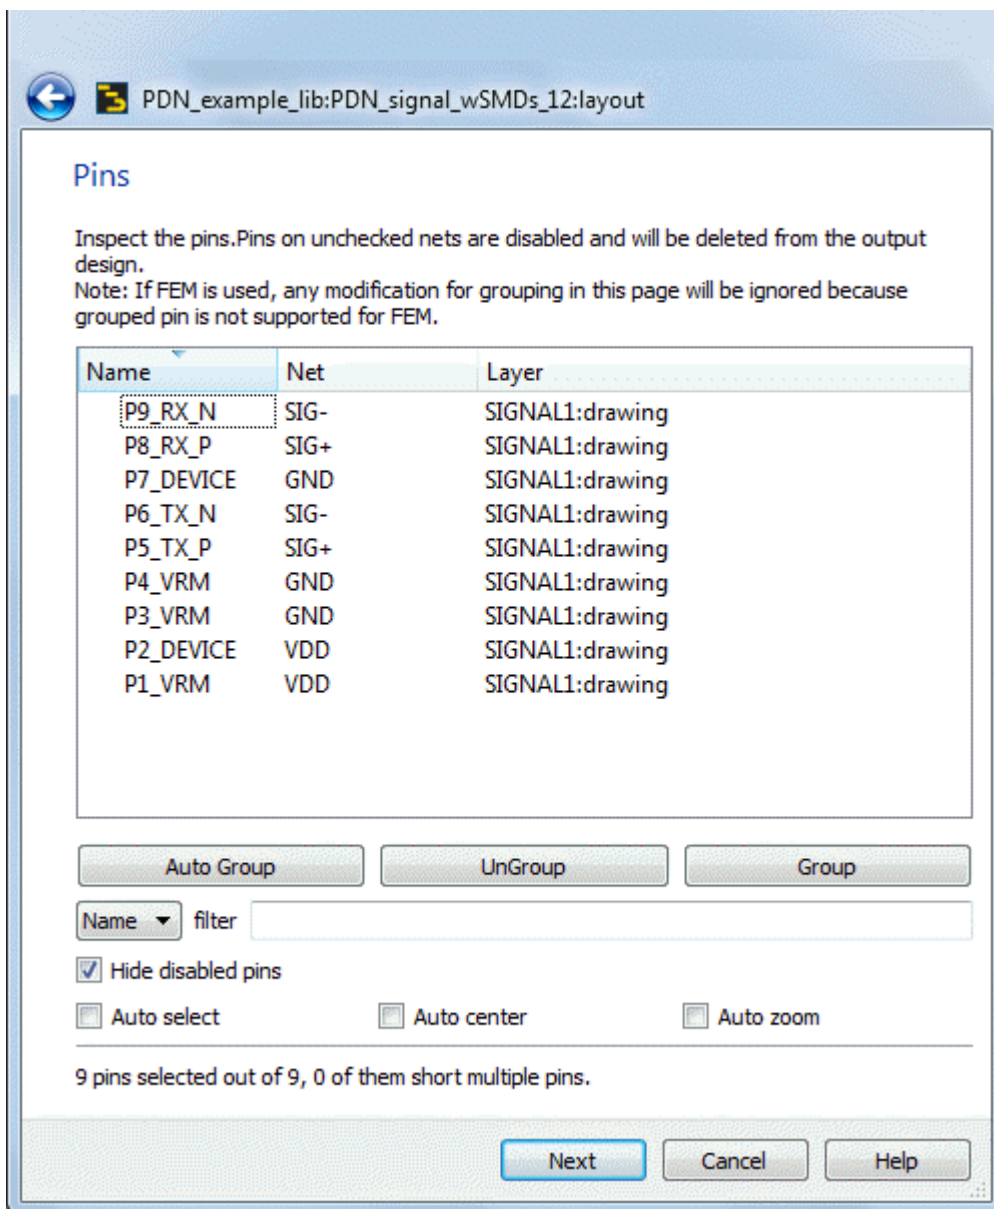 PDN_example_lib:PDN_signal_wSMDs_12:layout
Pins
Inspect the pins.Pins on unchecked nets are disabled and will be deleted from the output
design.
Note: If FEM is used, any modification for grouping in this page will be ignored because
grouped pin is not supported for FEM.
Name Net Layer
P9_RX_N SIG- SIGNAL1:drawing
P8_RX_P SIG+ SIGNAL1:drawing
P7_DEVICE GND SIGNAL1:drawing
P6_TX_N SIG- SIGNAL1:drawing
P5_TX_P SIG+ SIGNAL1:drawing
P4_VRM GND SIGNAL1:drawing
P3_VRM GND SIGNAL1:drawing
P2_DEVICE VDD SIGNAL1:drawing
P1_VRM VDD SIGNAL1:drawing
Auto Group UnGroup Group
Name filter
Hide disabled pins
Auto select Auto center Auto zoom
9 pins selected out of 9, 0 of them short multiple pins.
Next Cancel Help